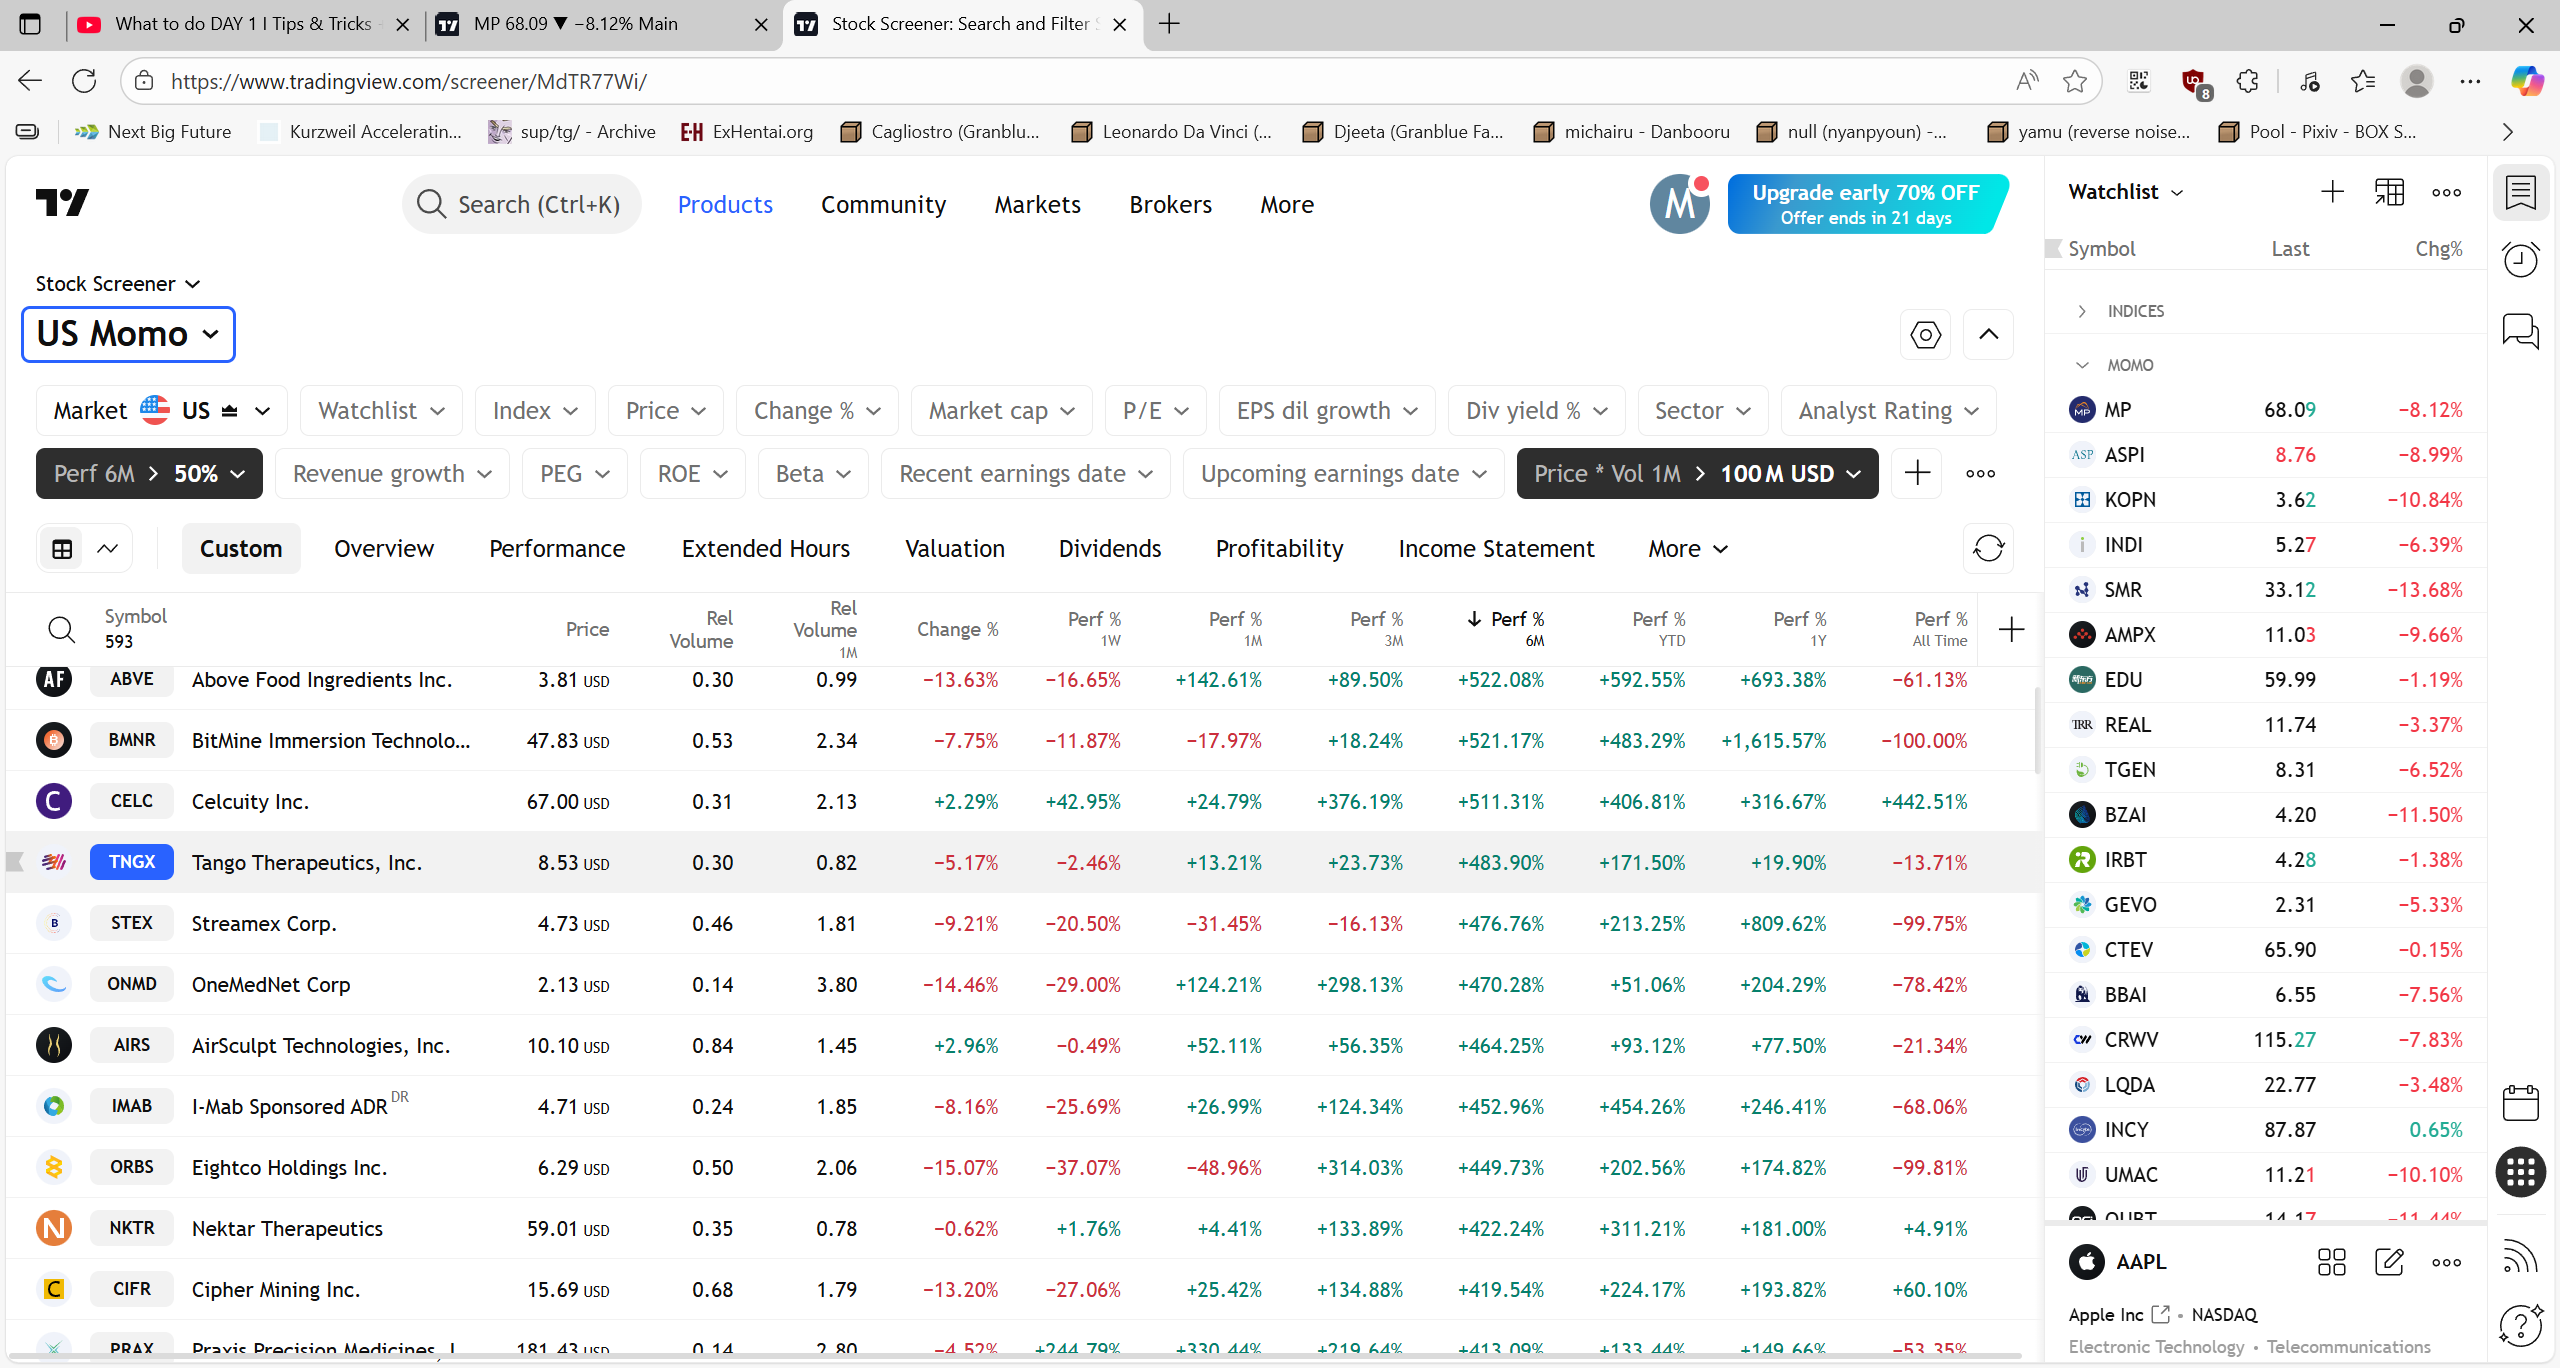 What to do DAY 1 I Tips & Tricks
MP 68.09 ▼ −8.12% Main
Stock Screener: Search and Filter
https://www.tradingview.com/screener/MdTR77Wi/
8
Next Big Future
Kurzweil Acceleratin...
sup/tg/ - Archive
ExHentai.org
Cagliostro (Granblu...
Leonardo Da Vinci (...
Djeeta (Granblue Fa...
michairu - Danbooru
null (nyanpyoun) -...
yamu (reverse noise...
Pool - Pixiv - BOX S...
Search (Ctrl+K)
Products
Community
Markets
Brokers
More
M
Upgrade early 70% OFF
Offer ends in 21 days
Stock Screener
US Momo
Market US
Watchlist
Index
Price
Change %
Market cap
P/E
EPS dil growth
Div yield %
Sector
Analyst Rating
Perf 6M > 50%
Revenue growth
PEG
ROE
Beta
Recent earnings date
Upcoming earnings date
Price * Vol 1M > 100 M USD
Custom
Overview
Performance
Extended Hours
Valuation
Dividends
Profitability
Income Statement
More
Symbol 593 Price Rel Volume Rel Volume 1M Change % Perf % 1W Perf % 1M Perf % 3M ↓ Perf % 6M Perf % YTD Perf % 1Y Perf % All Time
AF ABVE Above Food Ingredients Inc. 3.81 USD 0.30 0.99 −13.63% −16.65% +142.61% +89.50% +522.08% +592.55% +693.38% −61.13%
BMNR BitMine Immersion Technolo... 47.83 USD 0.53 2.34 −7.75% −11.87% −17.97% +18.24% +521.17% +483.29% +1,615.57% −100.00%
C CELC Celcuity Inc. 67.00 USD 0.31 2.13 +2.29% +42.95% +24.79% +376.19% +511.31% +406.81% +316.67% +442.51%
TNGX Tango Therapeutics, Inc. 8.53 USD 0.30 0.82 −5.17% −2.46% +13.21% +23.73% +483.90% +171.50% +19.90% −13.71%
B STEX Streamex Corp. 4.73 USD 0.46 1.81 −9.21% −20.50% −31.45% −16.13% +476.76% +213.25% +809.62% −99.75%
ONMD OneMedNet Corp 2.13 USD 0.14 3.80 −14.46% −29.00% +124.21% +298.13% +470.28% +51.06% +204.29% −78.42%
AIRS AirSculpt Technologies, Inc. 10.10 USD 0.84 1.45 +2.96% −0.49% +52.11% +56.35% +464.25% +93.12% +77.50% −21.34%
IMAB I-Mab Sponsored ADR DR 4.71 USD 0.24 1.85 −8.16% −25.69% +26.99% +124.34% +452.96% +454.26% +246.41% −68.06%
ORBS Eightco Holdings Inc. 6.29 USD 0.50 2.06 −15.07% −37.07% −48.96% +314.03% +449.73% +202.56% +174.82% −99.81%
N NKTR Nektar Therapeutics 59.01 USD 0.35 0.78 −0.62% +1.76% +4.41% +133.89% +422.24% +311.21% +181.00% +4.91%
C CIFR Cipher Mining Inc. 15.69 USD 0.68 1.79 −13.20% −27.06% +25.42% +134.88% +419.54% +224.17% +193.82% +60.10%
PRAX Praxis Precision Medicines, I 181.43 USD 0.14 2.80 −4.52% +244.79% +330.44% +219.64% +413.09% +133.44% +149.66% −53.35%
Watchlist
Symbol Last Chg%
INDICES
MOMO
MP 68.09 −8.12%
ASP ASPI 8.76 −8.99%
KOPN 3.62 −10.84%
INDI 5.27 −6.39%
SMR 33.12 −13.68%
AMPX 11.03 −9.66%
EDU 59.99 −1.19%
TRR REAL 11.74 −3.37%
TGEN 8.31 −6.52%
BZAI 4.20 −11.50%
IRBT 4.28 −1.38%
GEVO 2.31 −5.33%
CTEV 65.90 −0.15%
BBAI 6.55 −7.56%
CRWV 115.27 −7.83%
LQDA 22.77 −3.48%
INCY 87.87 0.65%
UMAC 11.21 −10.10%
QUBT 14.17 −11.44%
AAPL
Apple Inc • NASDAQ
Electronic Technology • Telecommunications